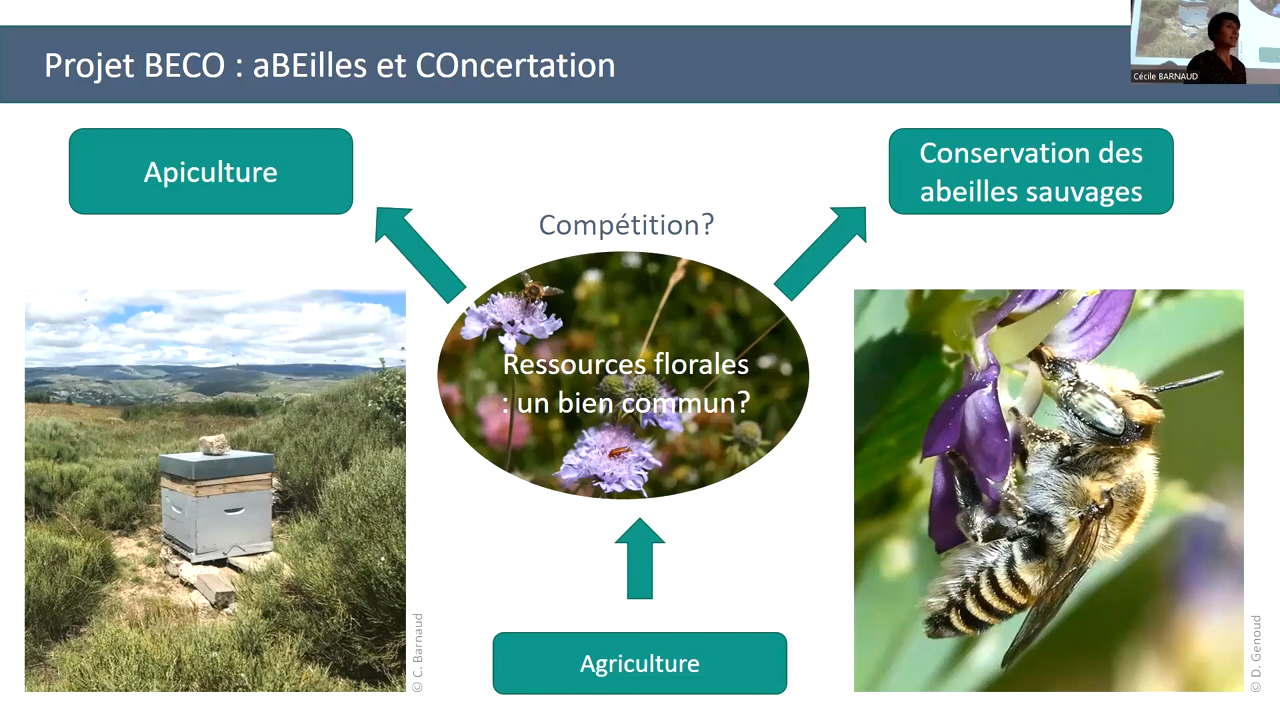 Projet BECO : aBEilles et COncertation
Cécile BARNAUD
Apiculture
Conservation des
abeilles sauvages
Compétition?
Ressources florales
: un bien commun?
Agriculture
© C. Barnaud
© D. Genoud